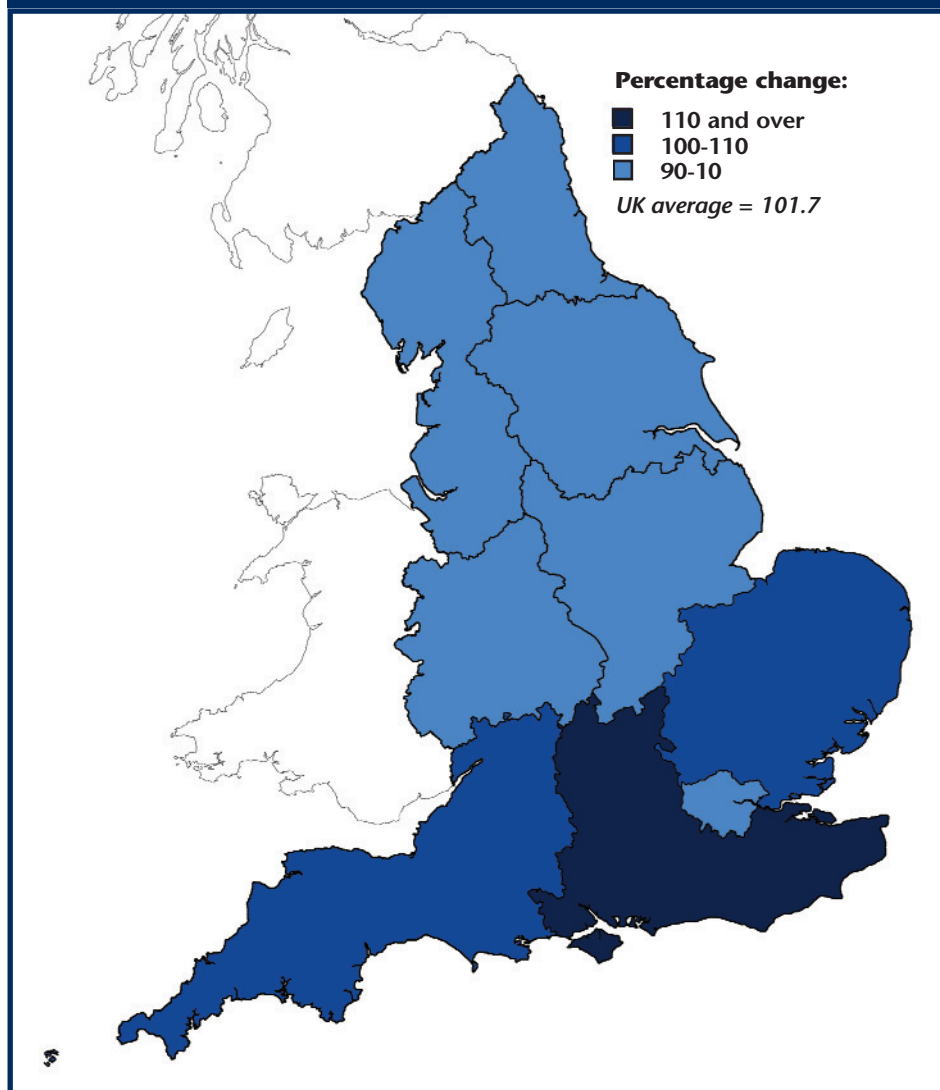 Percentage change:
110 and over
100-110
90-10
UK average = 101.7